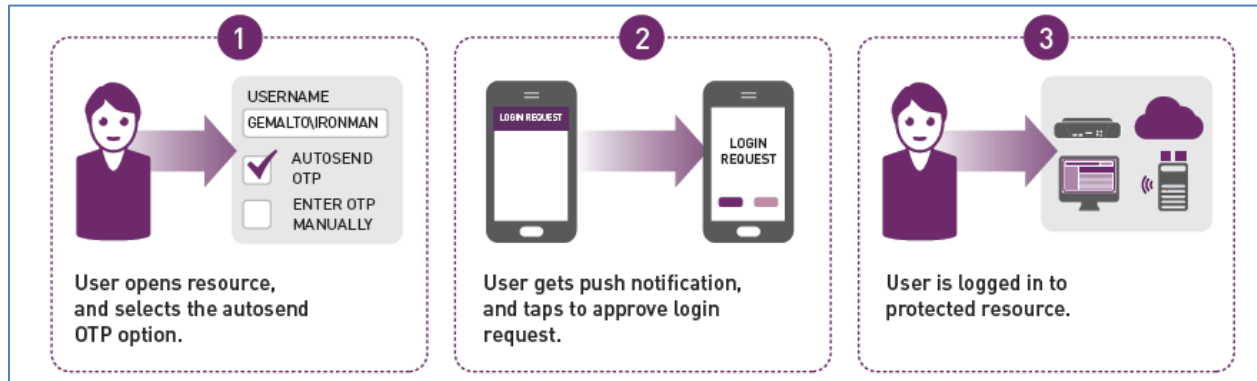 1
USERNAME
GEMALTO\IRONMAN
AUTOSEND
OTP
ENTER OTP
MANUALLY
User opens resource,
and selects the autosend
OTP option.
2
LOGIN REQUEST
LOGIN
REQUEST
User gets push notification,
and taps to approve login
request.
3
User is logged in to
protected resource.